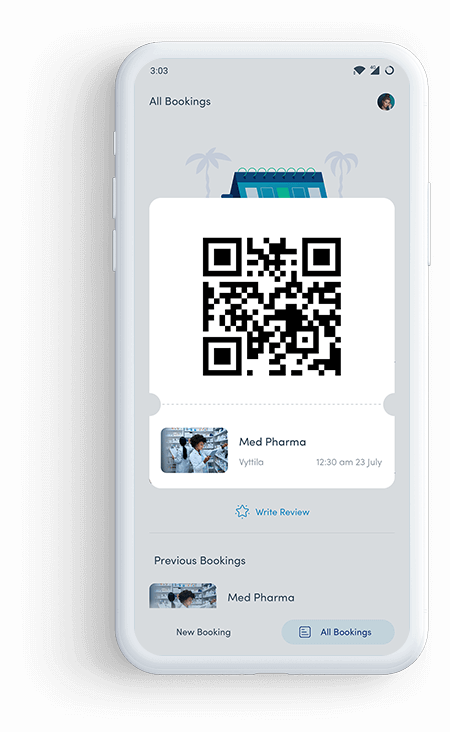 3:03
4G
All Bookings
Med Pharma
Vyttila 12:30 am 23 July
Write Review
Previous Bookings
Med Pharma
New Booking All Bookings